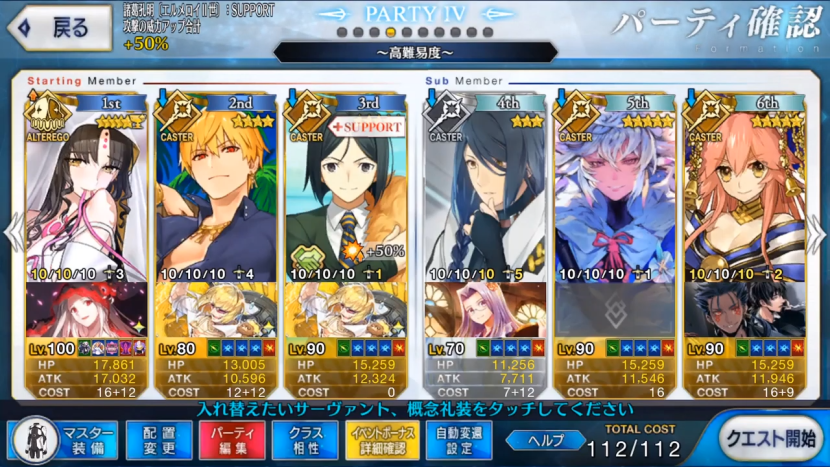 戻る
諸葛孔明〔エルメロイⅡ世〕:SUPPORT
攻撃の威力アップ合計
+50%
PARTY IV
～高難易度～
パーティ確認
Formation
Starting Member
Sub Member
1st
ALTEREGO
10/10/10 3
Lv.100
HP 17,861
ATK 17,032
COST 16+12
2nd
CASTER
10/10/10 4
Lv.80
HP 13,005
ATK 10,596
COST 12+12
3rd
CASTER
+SUPPORT
+50%
10/10/10 1
Lv.90
HP 15,259
ATK 12,324
COST 0
4th
CASTER
10/10/10 5
Lv.70
HP 11,256
ATK 7,711
COST 7+12
5th
CASTER
10/10/10 1
Lv.90
HP 15,259
ATK 11,546
COST 16
6th
CASTER
10/10/10 2
Lv.90
HP 15,259
ATK 11,946
COST 16+9
入れ替えたいサーヴァント、概念礼装をタッチしてください
マスター
装備
配置
変更
パーティ
編集
クラス
相性
イベントボーナス
詳細確認
自動変還
設定
ヘルプ
TOTAL COST
112/112
クエスト開始